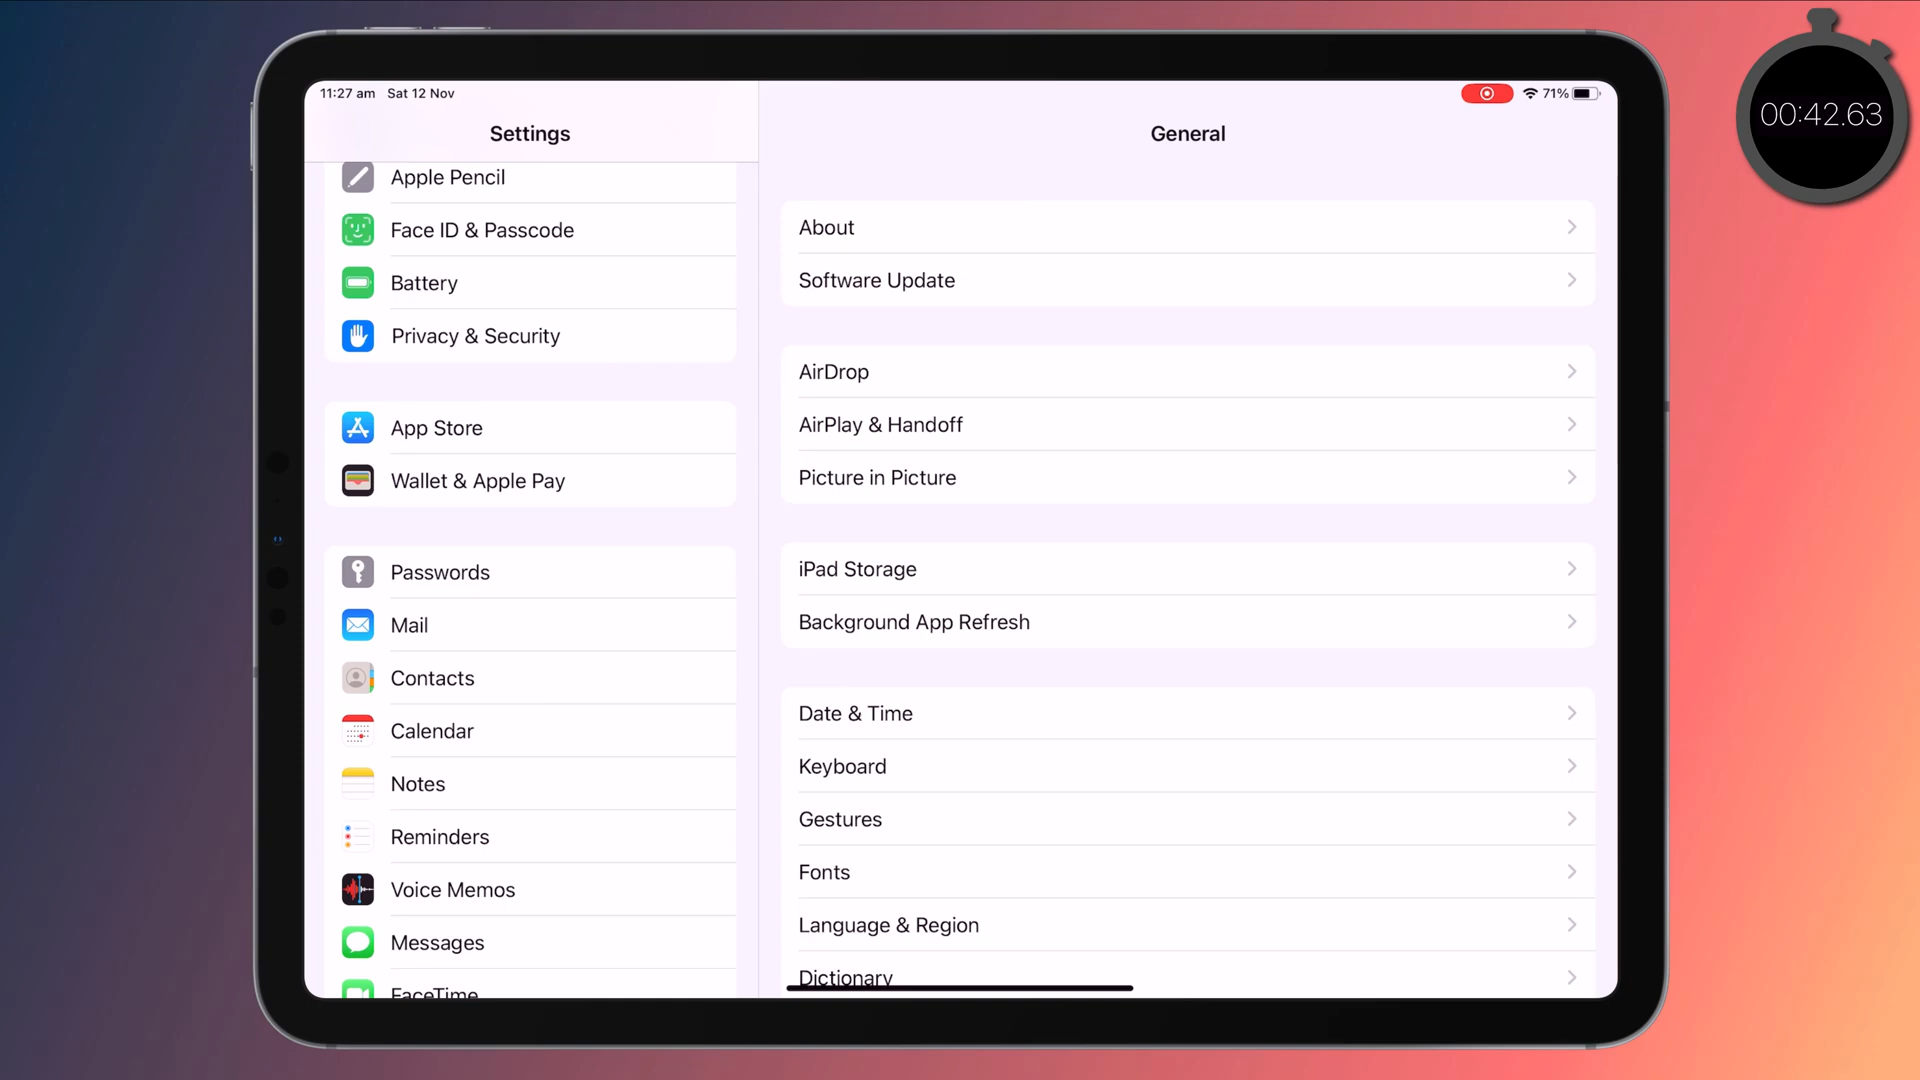 11:27 am Sat 12 Nov
71%
00:42.63
Settings
Apple Pencil
Face ID & Passcode
Battery
Privacy & Security
App Store
Wallet & Apple Pay
Passwords
Mail
Contacts
Calendar
Notes
Reminders
Voice Memos
Messages
FaceTime
General
About
Software Update
AirDrop
AirPlay & Handoff
Picture in Picture
iPad Storage
Background App Refresh
Date & Time
Keyboard
Gestures
Fonts
Language & Region
Dictionary